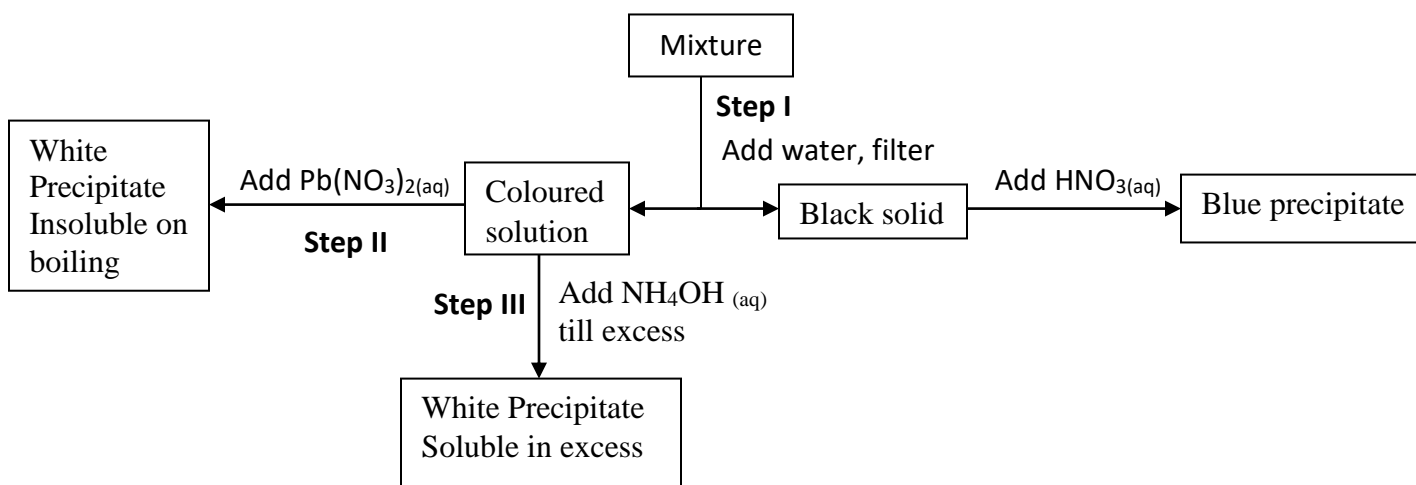 Mixture
Step I
Add water, filter
White
Precipitate
Insoluble on
boiling
Add Pb(NO₃)₂(aq)
Step II
Coloured
solution
Black solid
Add HNO₃(aq)
Blue precipitate
Step III
Add NH₄OH (aq)
till excess
White Precipitate
Soluble in excess